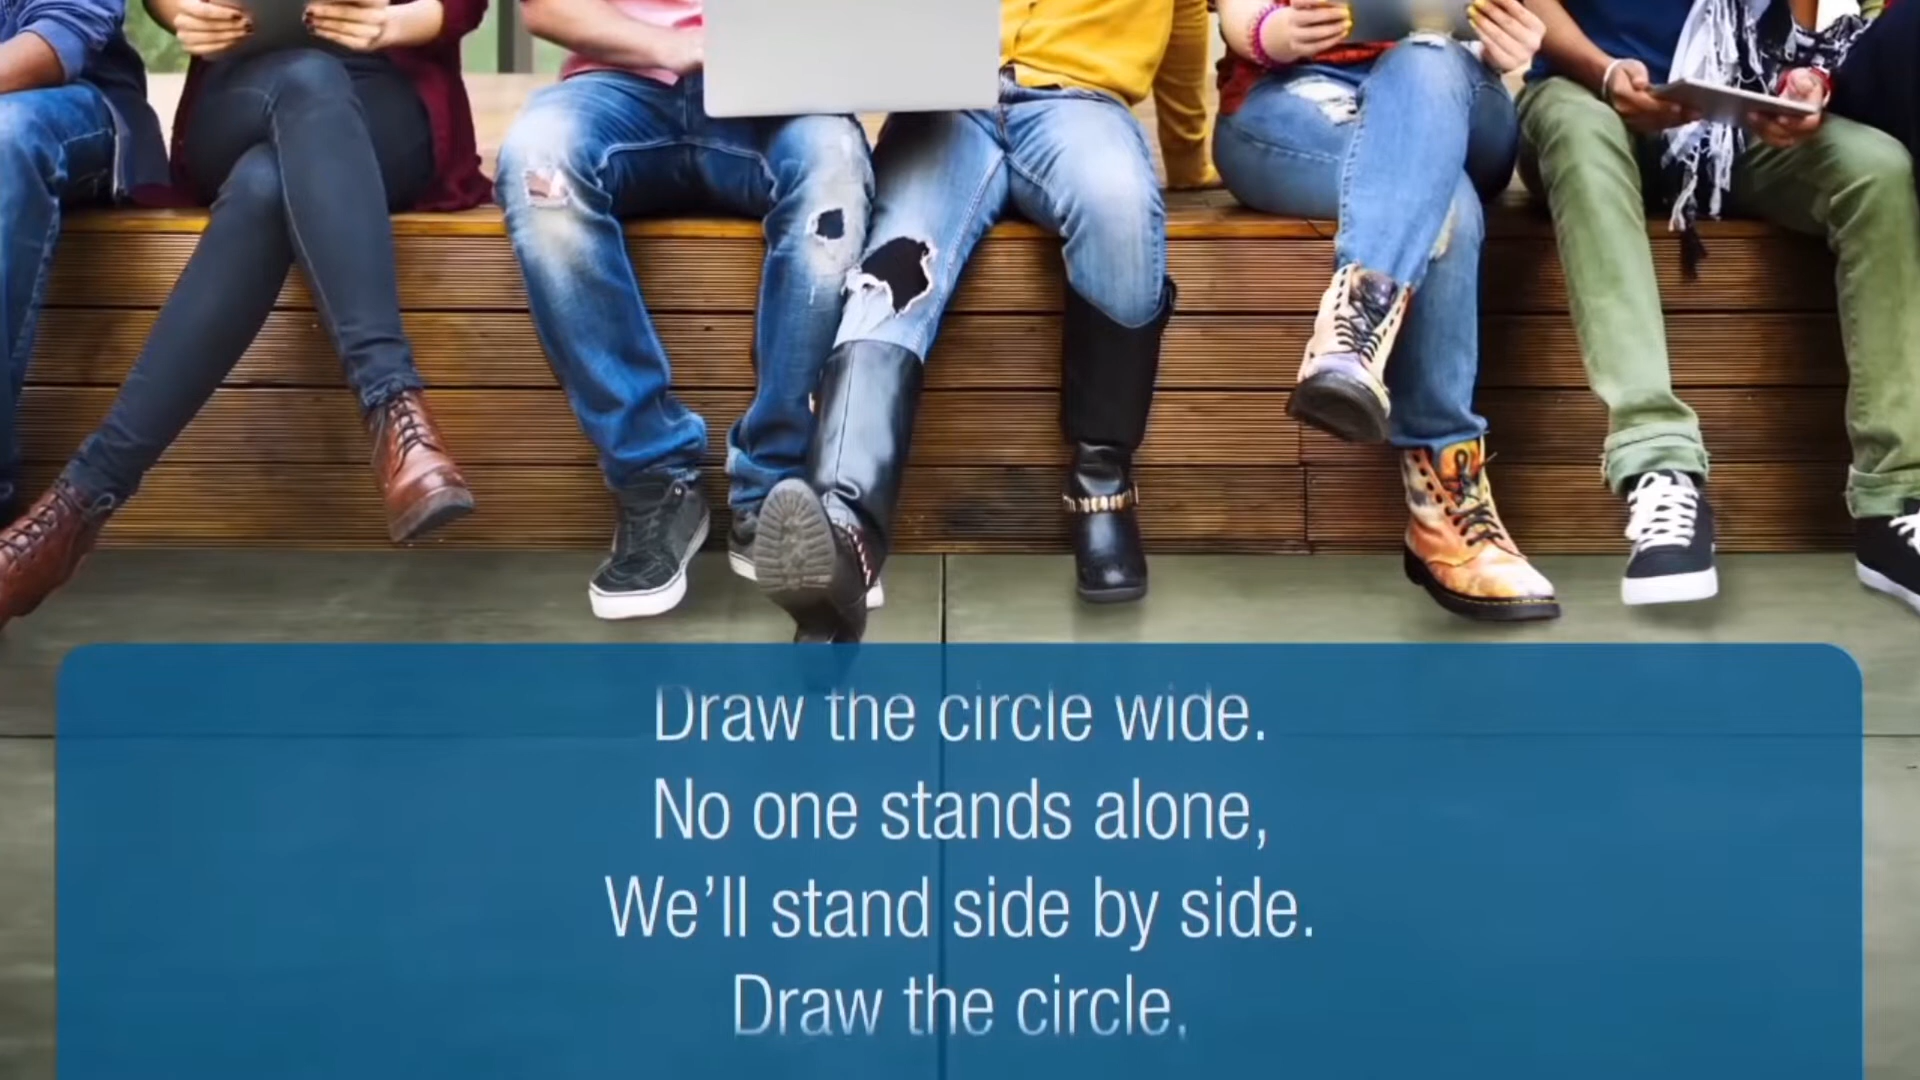 Draw the circle wide.
No one stands alone,
We’ll stand side by side.
Draw the circle,